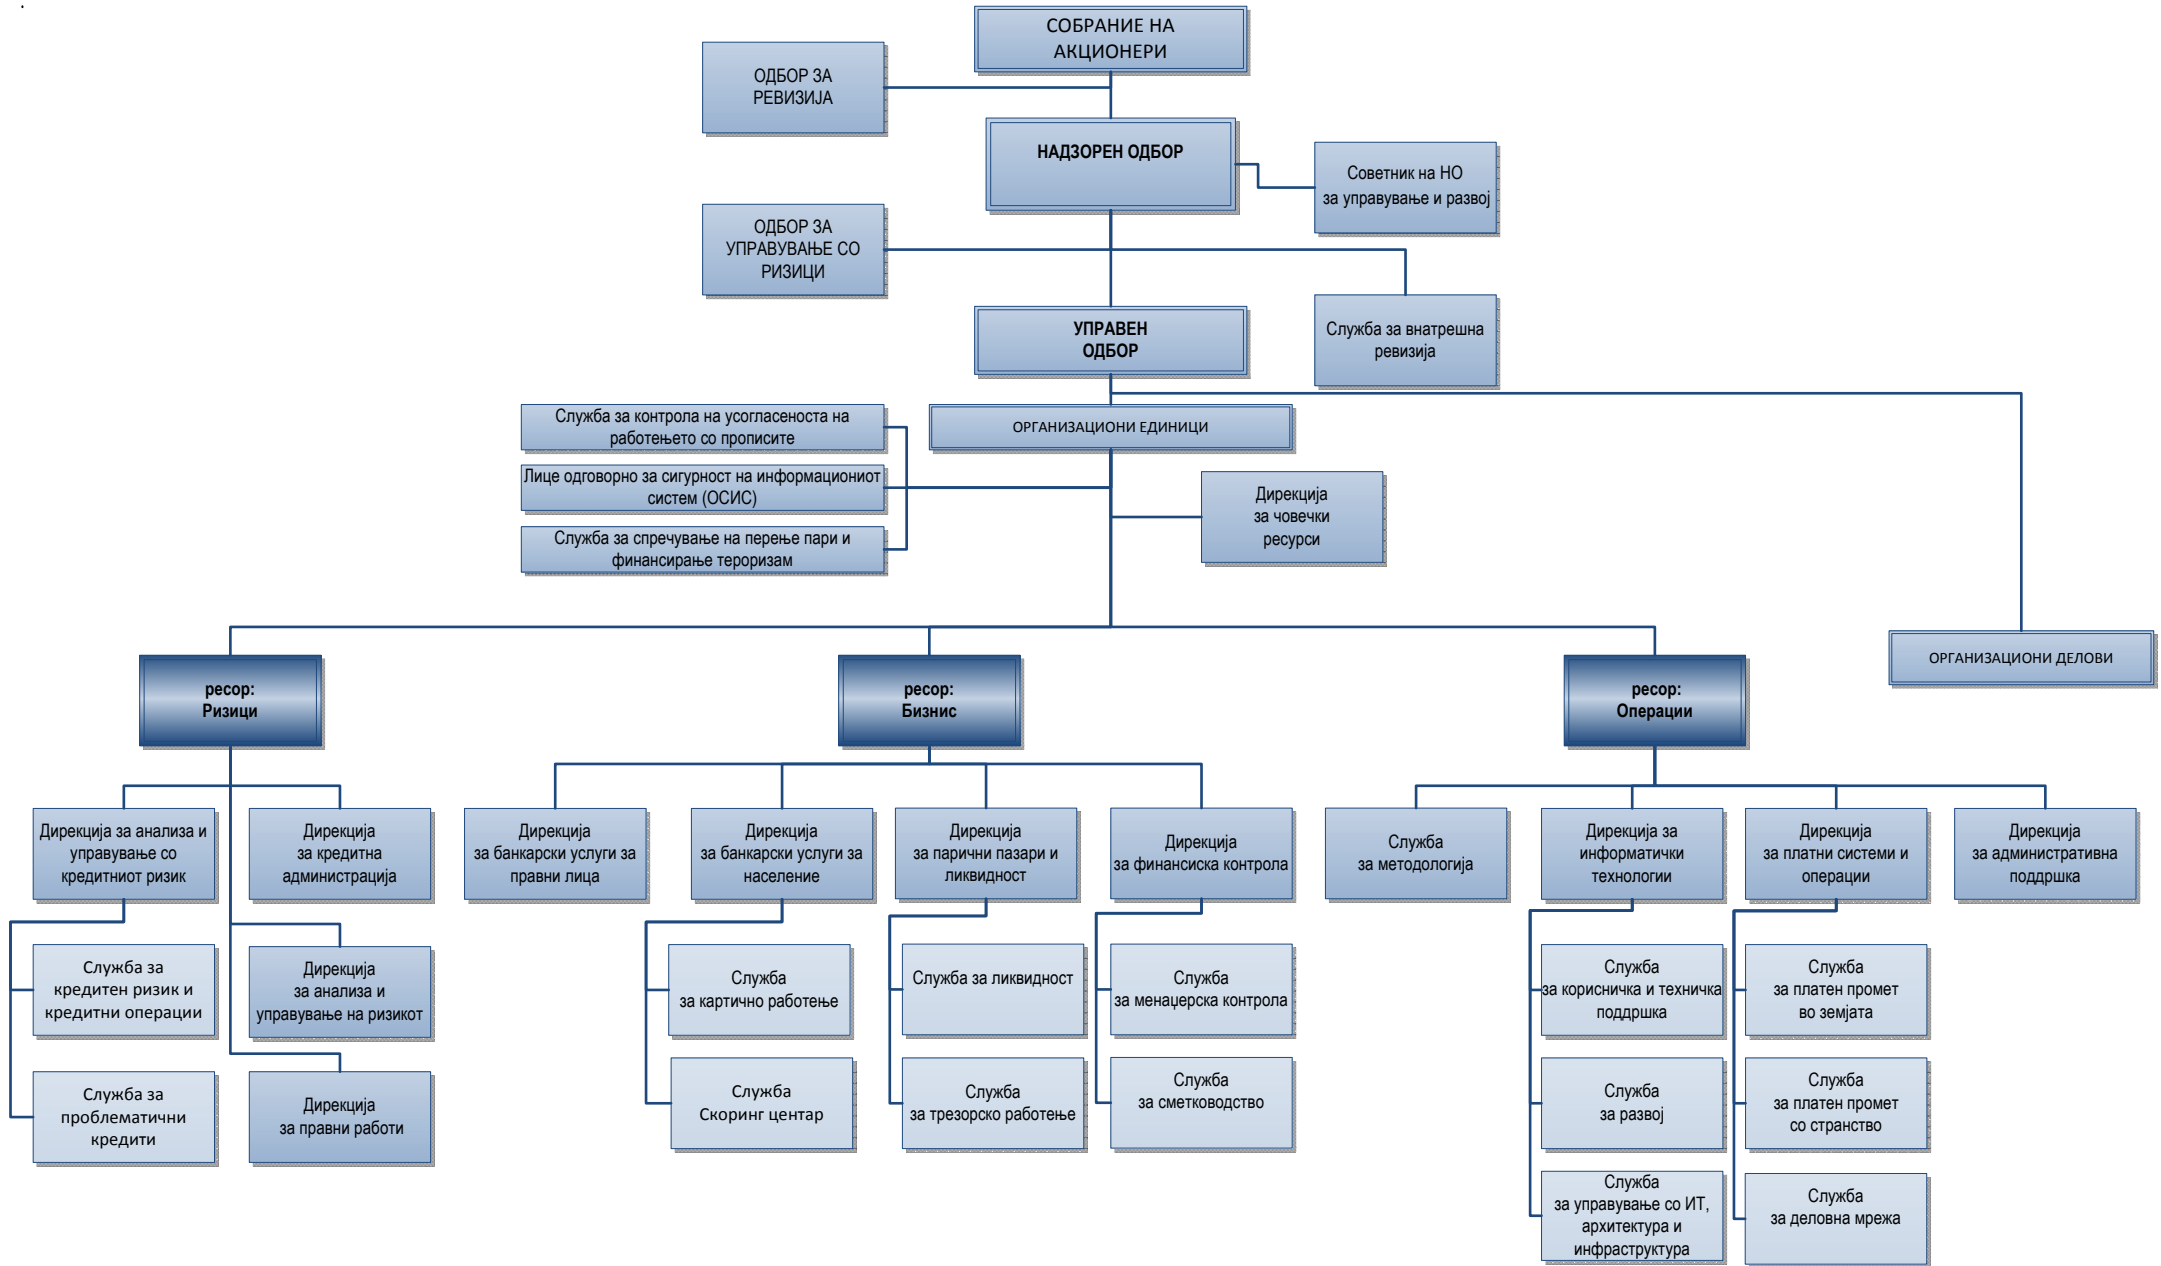 .
СОБРАНИЕ НА
АКЦИОНЕРИ
ОДБОР ЗА
РЕВИЗИЈА
НАДЗОРЕН ОДБОР
Советник на НО
за управување и развој
ОДБОР ЗА
УПРАВУВАЊЕ СО
РИЗИЦИ
УПРАВЕН
ОДБОР
Служба за внатрешна
ревизија
Служба за контрола на усогласеноста на
работењето со прописите
ОРГАНИЗАЦИОНИ ЕДИНИЦИ
Лице одговорно за сигурност на информациониот
систем (ОСИС)
Дирекција
за човечки
ресурси
Служба за спречување на перење пари и
финансирање тероризам
ОРГАНИЗАЦИОНИ ДЕЛОВИ
ресор:
Ризици
ресор:
Бизнис
ресор:
Операции
Дирекција за анализа и
управување со
кредитниот ризик
Дирекција
за кредитна
администрација
Дирекција
за банкарски услуги за
правни лица
Дирекција
за банкарски услуги за
население
Дирекција
за парични пазари и
ликвидност
Дирекција
за финансиска контрола
Служба
за методологија
Дирекција за
информатички
технологии
Дирекција
за платни системи и
операции
Дирекција
за административна
поддршка
Служба за
кредитен ризик и
кредитни операции
Дирекција
за анализа и
управување на ризикот
Служба
за картично работење
Служба за ликвидност
Служба
за менаџерска контрола
Служба
за корисничка и техничка
поддршка
Служба
за платен промет
во земјата
Служба за
проблематични
кредити
Дирекција
за правни работи
Служба
Скоринг центар
Служба
за трезорско работење
Служба
за сметководство
Служба
за развој
Служба
за платен промет
со странство
Служба
за управување со ИТ,
архитектура и
инфраструктура
Служба
за деловна мрежа